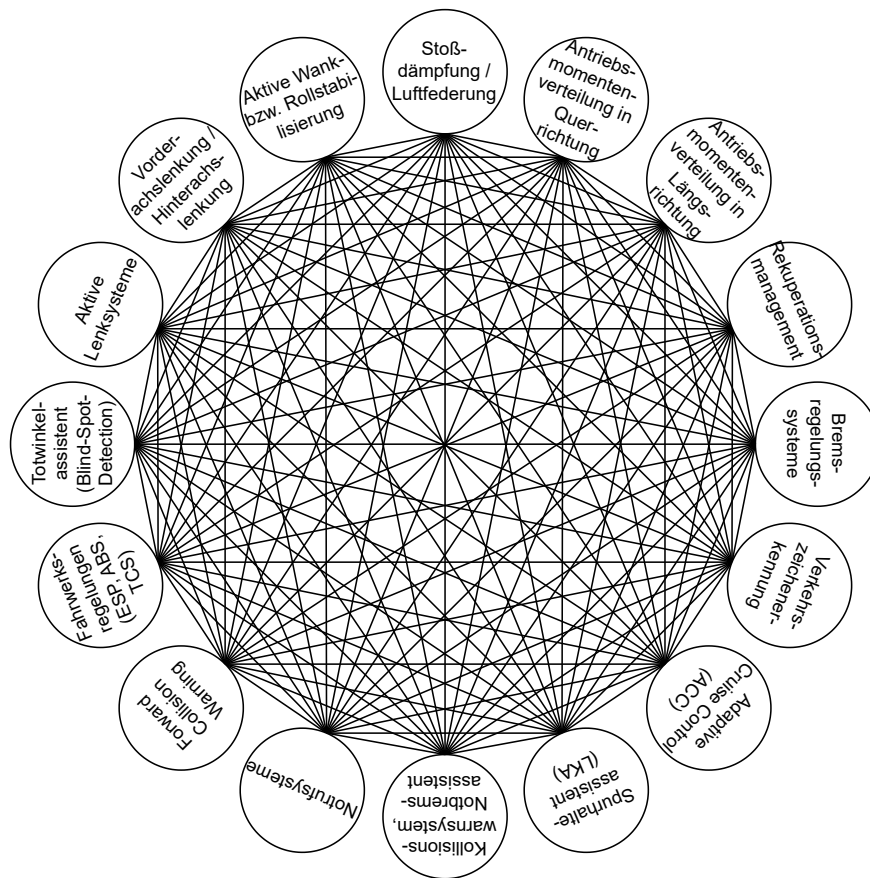 Stoß-
dämpfung /
Luftfederung
Antriebs-
momenten-
verteilung in
Quer-
richtung
Antriebs-
momenten-
verteilung in
Längs-
richtung
Rekuperations-
management
Brems-
regelungs-
systeme
Verkehrs-
zeichener-
kennung
Adaptive
Cruise Control
(ACC)
Spurhalte-
assistent
(LKA)
Kollisions-
warnsystem,
Notbrems-
assistent
Notrufsysteme
Forward
Collision
Warning
Fahrwerks-
regelungen
(ESP, ABS,
TCS)
Totwinkel-
assistent
(Blind-Spot-
Detection)
Aktive
Lenksysteme
Vorder-
achslenkung /
Hinterachs-
lenkung
Aktive Wank-
bzw. Rollstabi-
lisierung